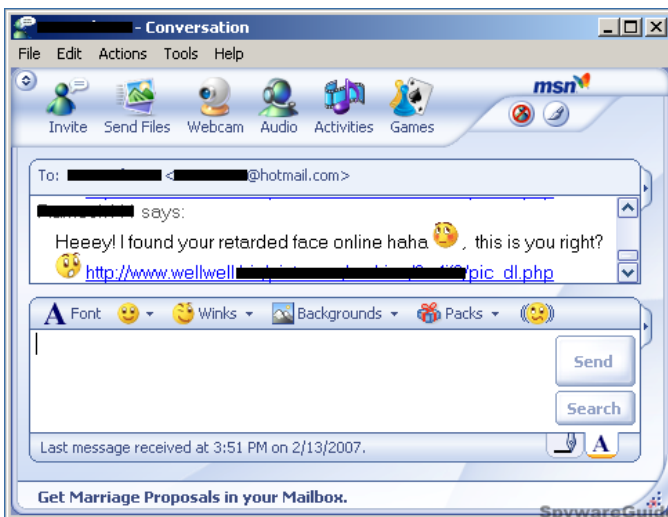 - Conversation
File Edit Actions Tools Help
msn
Invite Send Files Webcam Audio Activities Games
To: < @hotmail.com>
says:
Heeey! I found your retarded face online haha , this is you right?
http://www.wellwell /pic_dl.php
A Font Winks Backgrounds Packs
Send
Search
Last message received at 3:51 PM on 2/13/2007.
A
Get Marriage Proposals in your Mailbox.
SpywareGuide